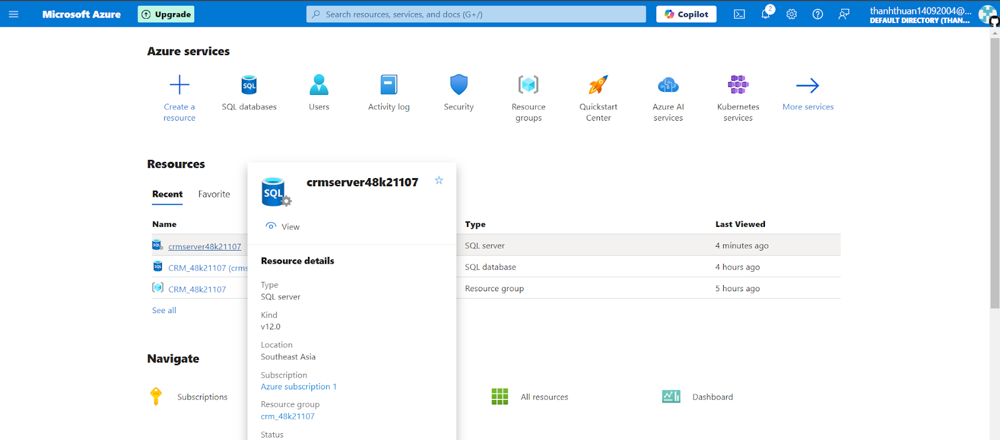 Microsoft Azure
Upgrade
Search resources, services, and docs (G+/)
Copilot
2
thanhthuan14092004@...
DEFAULT DIRECTORY (THAN...
Azure services
Create a
resource
SQL
SQL databases
Users
Activity log
Security
Resource
groups
Quickstart
Center
Azure AI
services
Kubernetes
services
More services
Resources
Recent
Favorite
Name
Type
Last Viewed
SQL
crmserver48k21107
SQL server
4 minutes ago
SQL
CRM_48k21107 (crms
SQL database
4 hours ago
CRM_48k21107
Resource group
5 hours ago
See all
SQL
crmserver48k21107
View
Resource details
Type
SQL server
Kind
v12.0
Location
Southeast Asia
Subscription
Azure subscription 1
Resource group
crm_48k21107
Status
Navigate
Subscriptions
All resources
Dashboard